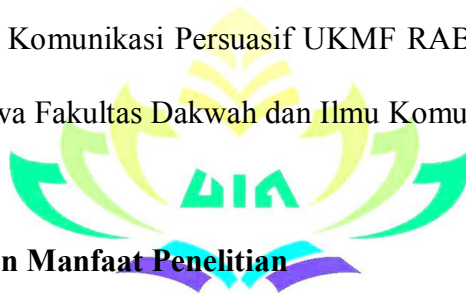 Komunikasi Persuasif UKMF RAB
wa Fakultas Dakwah dan Ilmu Komu
UIN
n Manfaat Penelitian